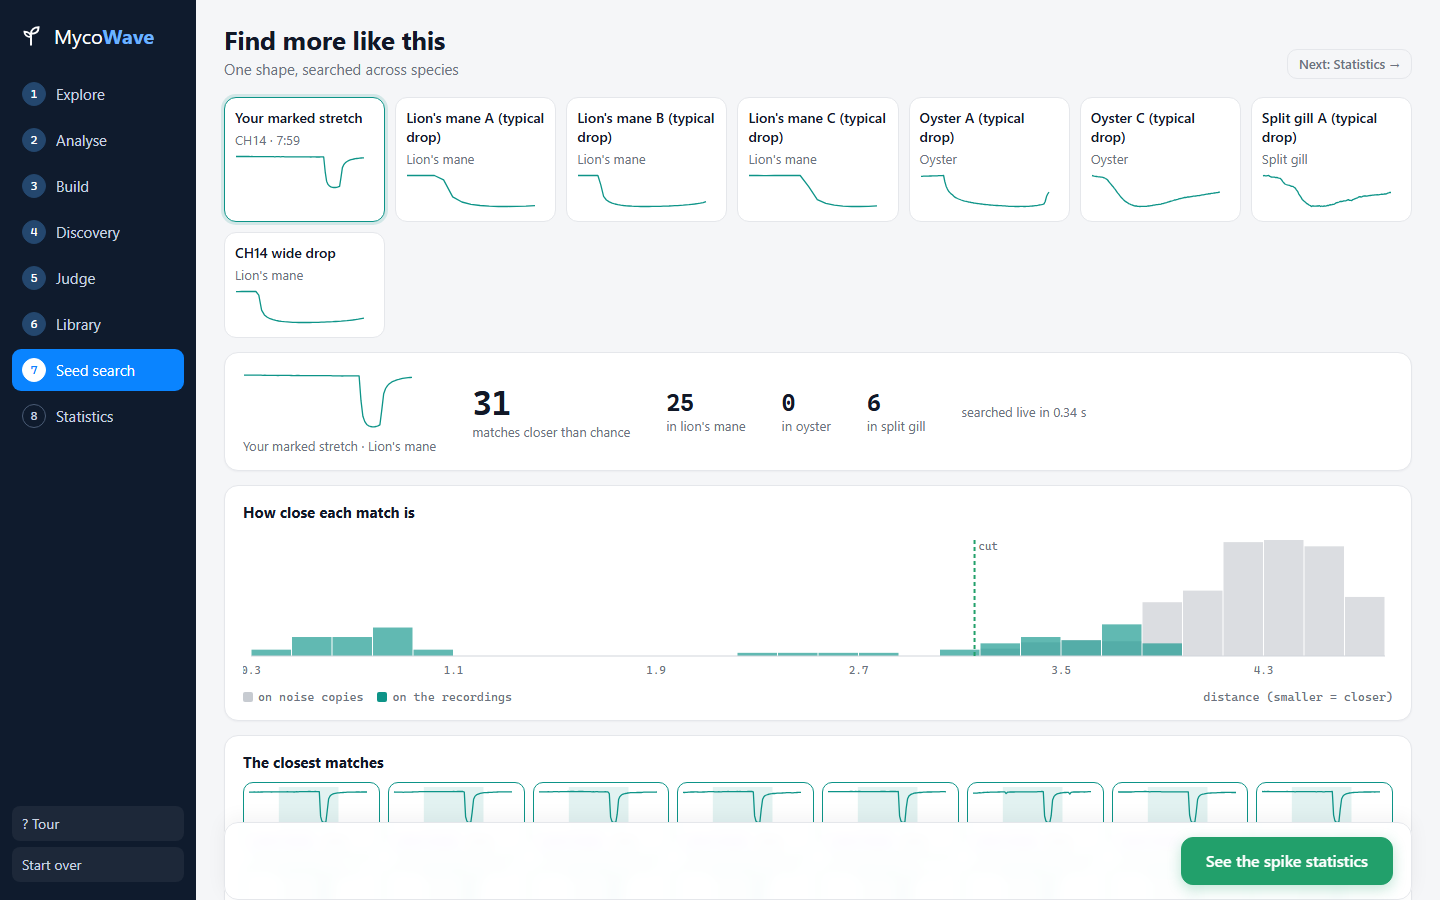 MycoWave
1 Explore
2 Analyse
3 Build
4 Discovery
5 Judge
6 Library
7 Seed search
8 Statistics
? Tour
Start over
Find more like this
One shape, searched across species
Next: Statistics →
Your marked stretch
CH14 · 7:59
Lion's mane A (typical
drop)
Lion's mane
Lion's mane B (typical
drop)
Lion's mane
Lion's mane C (typical
drop)
Lion's mane
Oyster A (typical
drop)
Oyster
Oyster C (typical
drop)
Oyster
Split gill A (typical
drop)
Split gill
CH14 wide drop
Lion's mane
Your marked stretch · Lion's mane
31
matches closer than chance
25
in lion's mane
0
in oyster
6
in split gill
searched live in 0.34 s
How close each match is
cut
0.3 1.1 1.9 2.7 3.5 4.3
on noise copies on the recordings distance (smaller = closer)
The closest matches
See the spike statistics